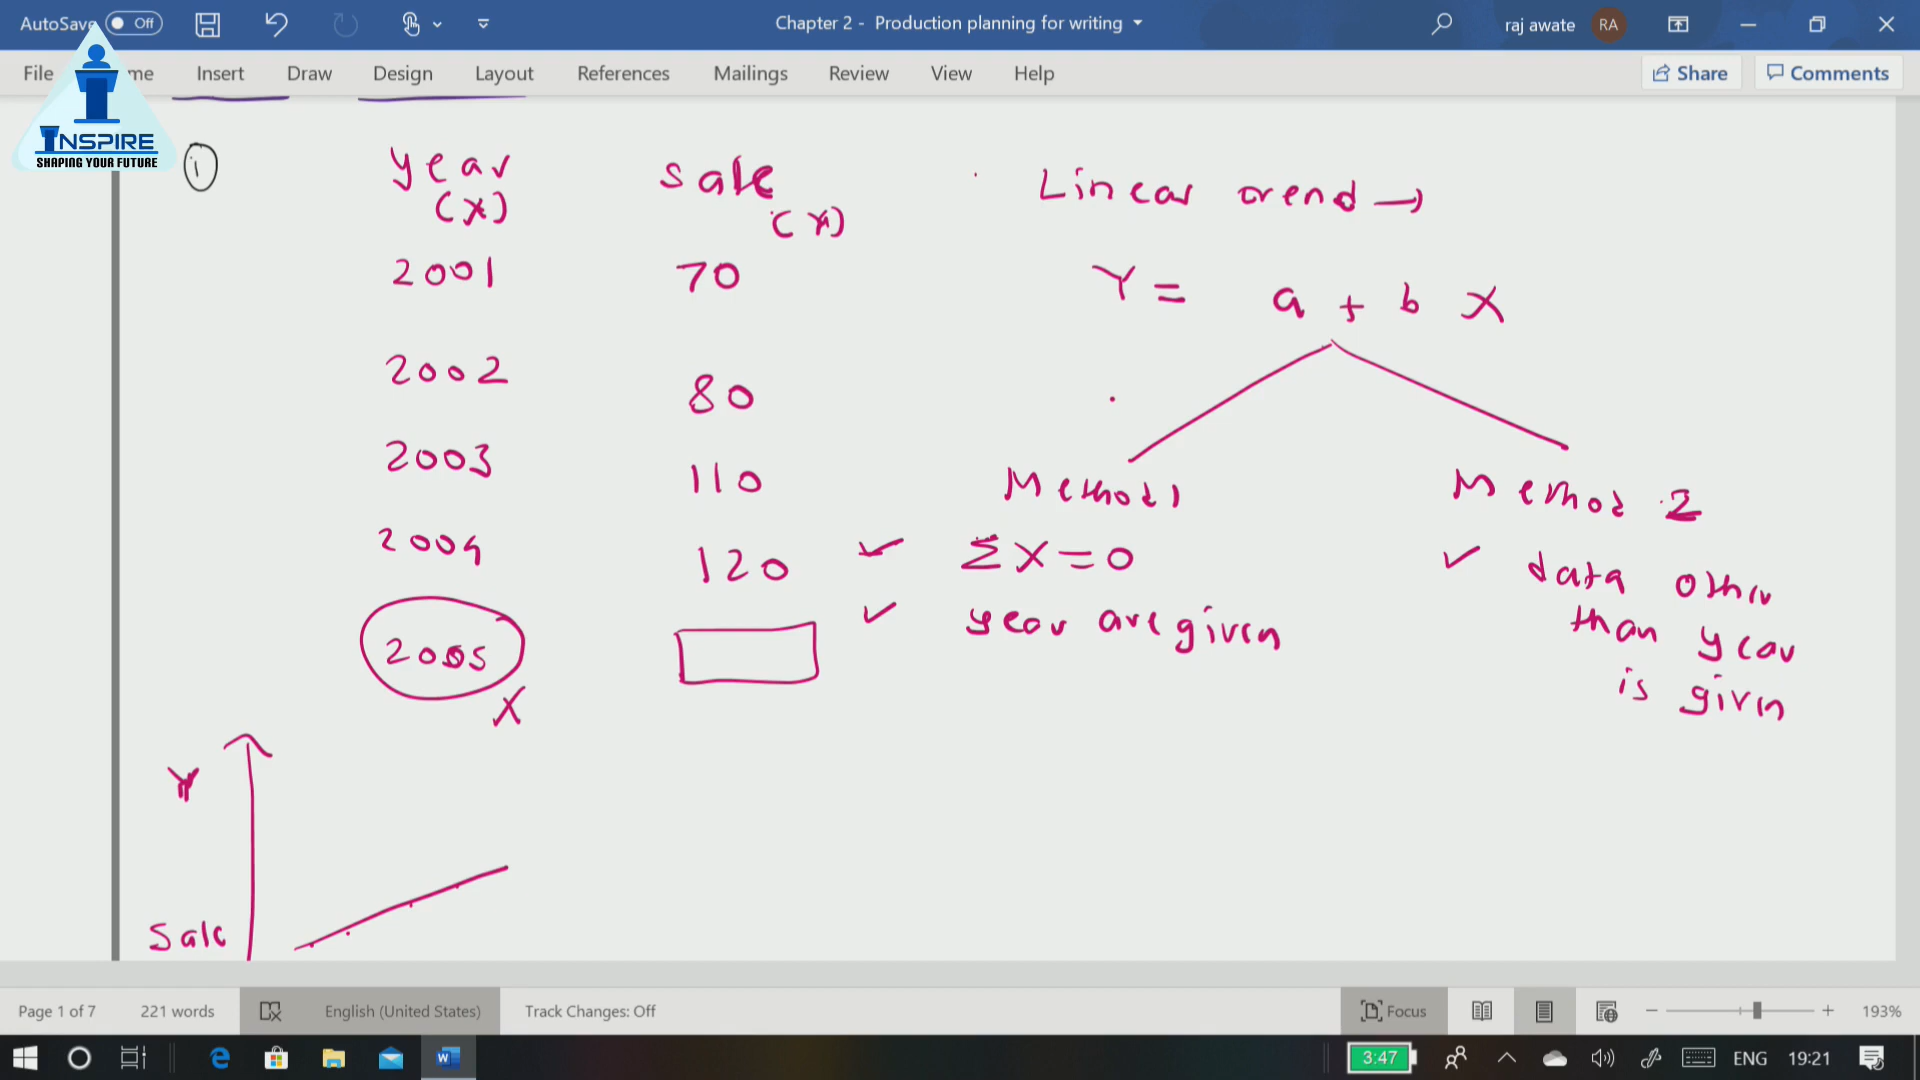 AutoSave Off
Chapter 2 - Production planning for writing
raj awate RA
File me Insert Draw Design Layout References Mailings Review View Help Share Comments
INSPIRE
SHAPING YOUR FUTURE
i
year sale
(X) (Y)
Linear trend →
2001 70
Y = a + b X
2002 80
2003 110
Method 1 Method 2
2004 120
✓ Σ X = 0
✓ data other
than year
is given
✓ year are given
2005
X
Y
Sale
Page 1 of 7 221 words English (United States) Track Changes: Off Focus 193%
3:47 ENG 19:21